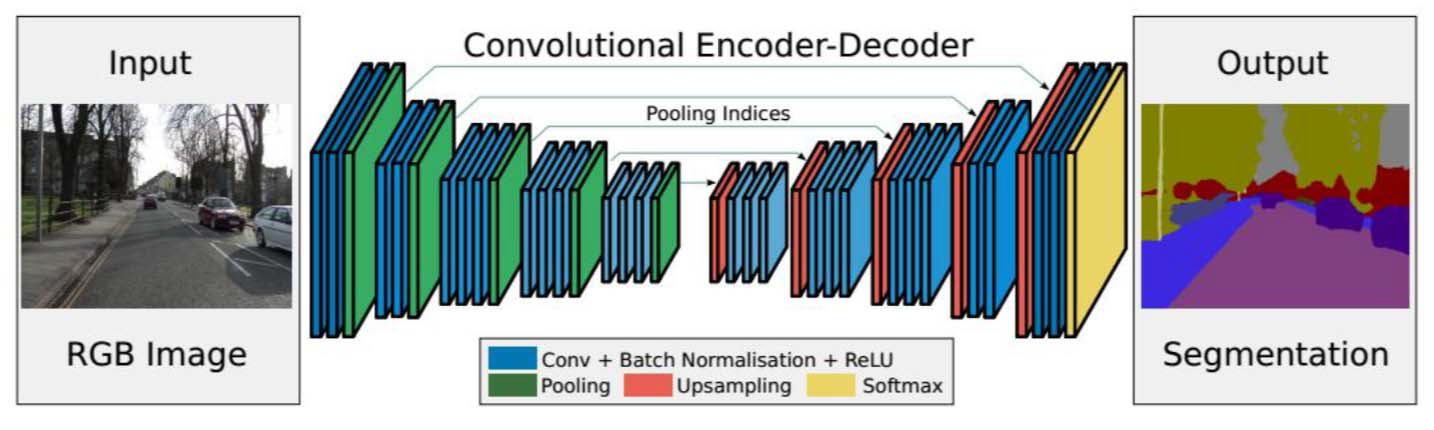 Input
RGB Image
Convolutional Encoder-Decoder
Pooling Indices
Conv + Batch Normalisation + ReLU
Pooling Upsampling Softmax
Output
Segmentation